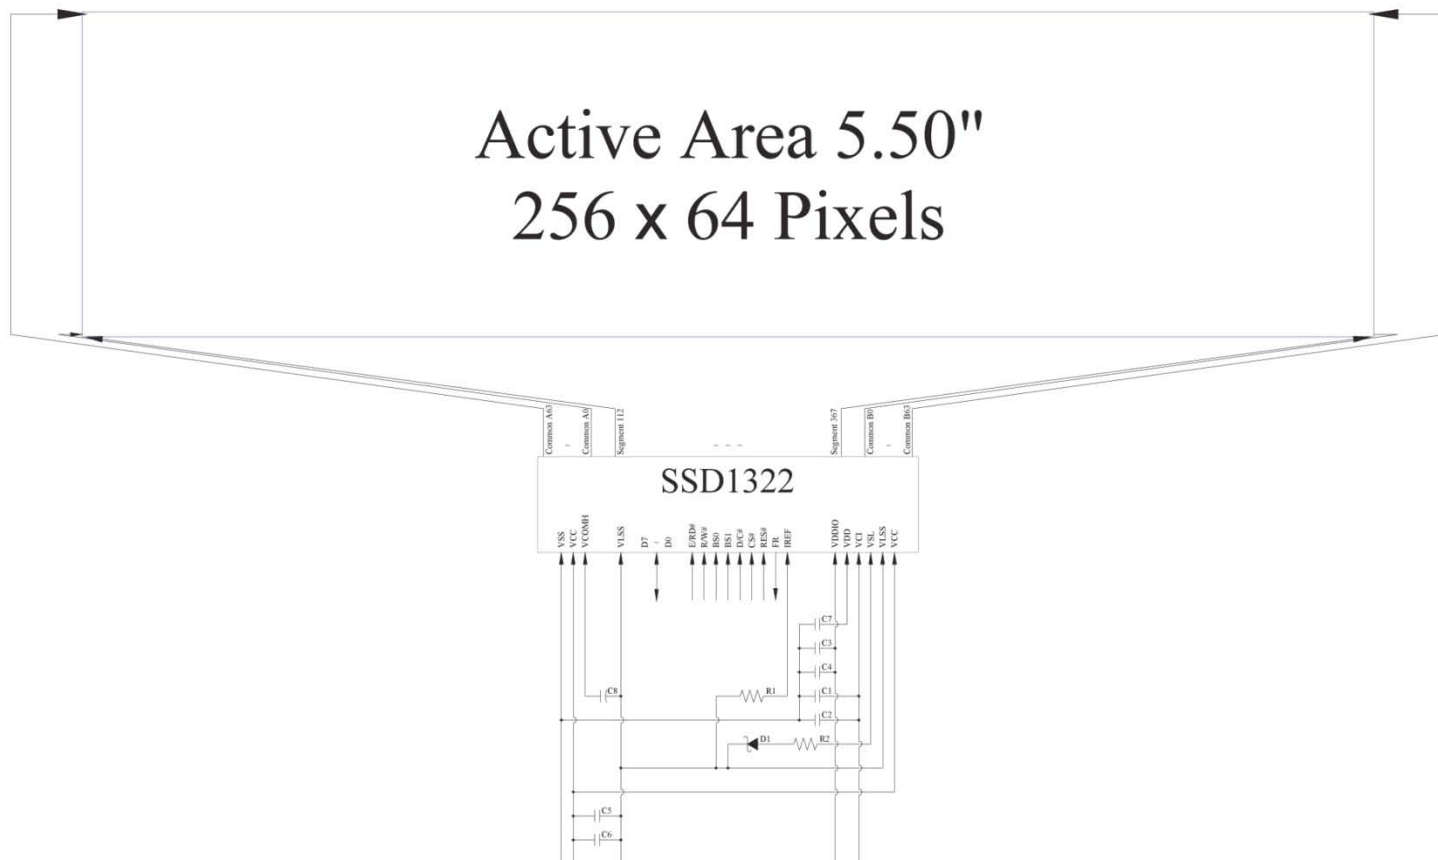 Active Area 5.50"
256 x 64 Pixels
Common A63
~
Common A0
Segment 112
~ ~ ~
Segment 367
Common B0
~
Common B63
SSD1322
VSS
VCC
VCOMH
VLSS
D7
~
D0
E/RD#
R/W#
BS0
BS1
D/C#
CS#
RES#
FR
IREF
VDDIO
VDD
VCI
VSL
VLSS
VCC
C7
C3
C4
C8
R1
C1
C2
D1
R2
C5
C6